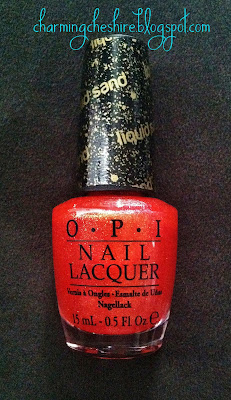 charmingcheshire.blogspot.com
liquid sand
liquid s
O·P·I
NAIL
LACQUER
Vernis à Ongles · Esmalte de Uñas
Nagellack
15 mL - 0.5 Fl Oz e